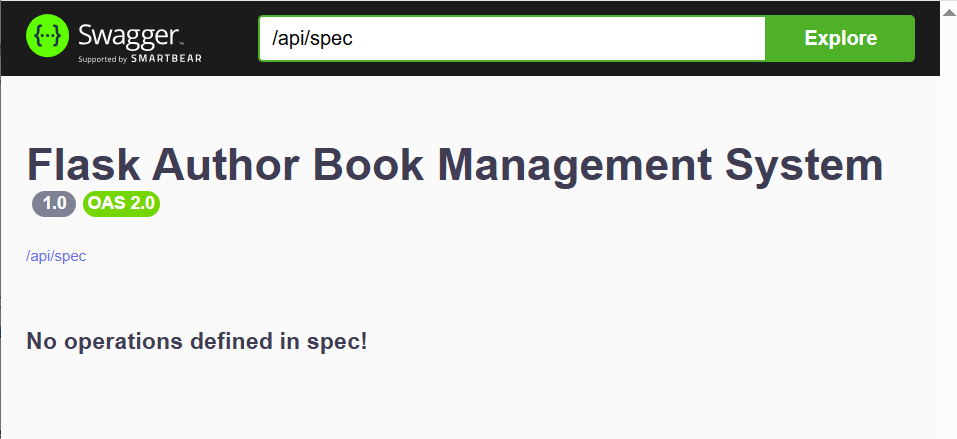 {···} Swagger™
Supported by SMARTBEAR
/api/spec
Explore
Flask Author Book Management System
1.0 OAS 2.0
/api/spec
No operations defined in spec!